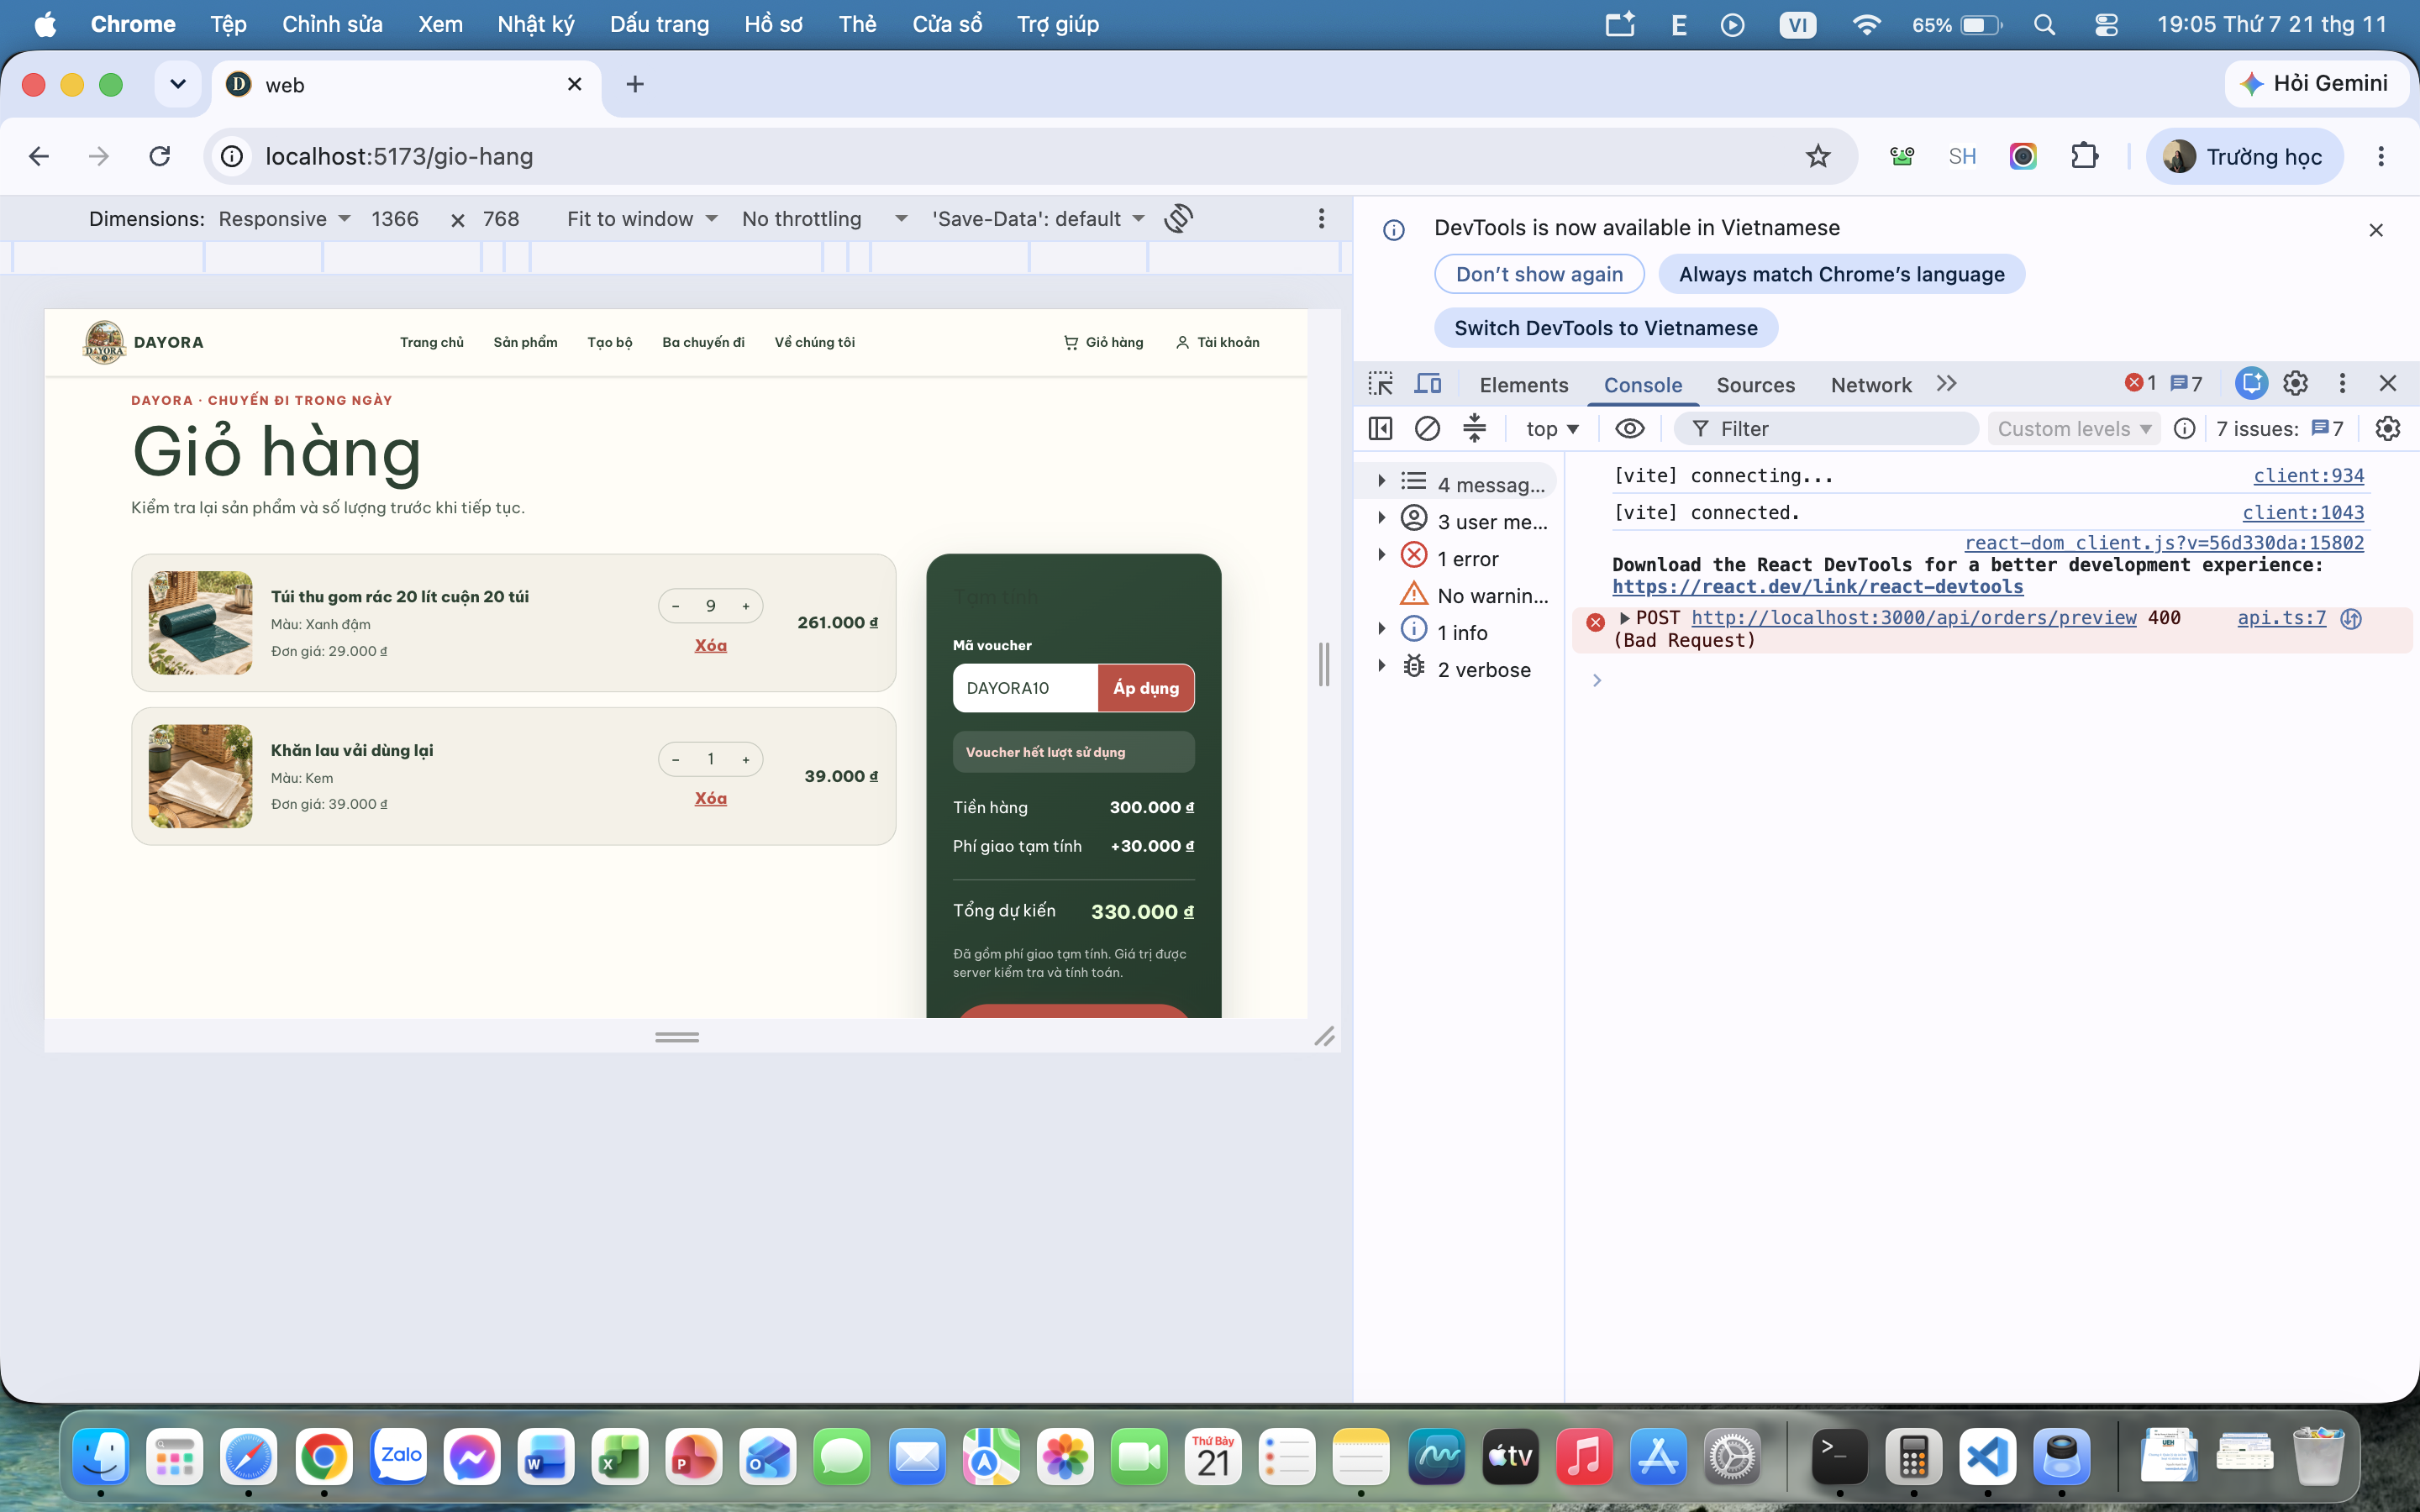 Chrome Tệp Chỉnh sửa Xem Nhật ký Dấu trang Hồ sơ Thẻ Cửa sổ Trợ giúp E VI 65% 19:05 Thứ 7 21 thg 11
D web Hỏi Gemini
localhost:5173/gio-hang SH Trường học
Dimensions: Responsive 1366 x 768 Fit to window No throttling 'Save-Data': default
DAYORA DAYORA Trang chủ Sản phẩm Tạo bộ Ba chuyến đi Về chúng tôi Giỏ hàng Tài khoản
DAYORA · CHUYẾN ĐI TRONG NGÀY
Giỏ hàng
Kiểm tra lại sản phẩm và số lượng trước khi tiếp tục.
Túi thu gom rác 20 lít cuộn 20 túi
Màu: Xanh đậm
Đơn giá: 29.000 ₫
- 9 +
Xóa
261.000 ₫
Khăn lau vải dùng lại
Màu: Kem
Đơn giá: 39.000 ₫
- 1 +
Xóa
39.000 ₫
Tạm tính
Mã voucher
DAYORA10 Áp dụng
Voucher hết lượt sử dụng
Tiền hàng 300.000 ₫
Phí giao tạm tính +30.000 ₫
Tổng dự kiến 330.000 ₫
Đã gồm phí giao tạm tính. Giá trị được
server kiểm tra và tính toán.
DevTools is now available in Vietnamese
Don't show again Always match Chrome's language
Switch DevTools to Vietnamese
Elements Console Sources Network 1 7
top Filter Custom levels 7 issues: 7
4 messag...
3 user me...
1 error
No warnin...
1 info
2 verbose
[vite] connecting... client:934
[vite] connected. client:1043
react-dom_client.js?v=56d330da:15802
Download the React DevTools for a better development experience:
https://react.dev/link/react-devtools
POST http://localhost:3000/api/orders/preview 400 api.ts:7
(Bad Request)
Zalo W X P O Thứ Bảy 21 tv